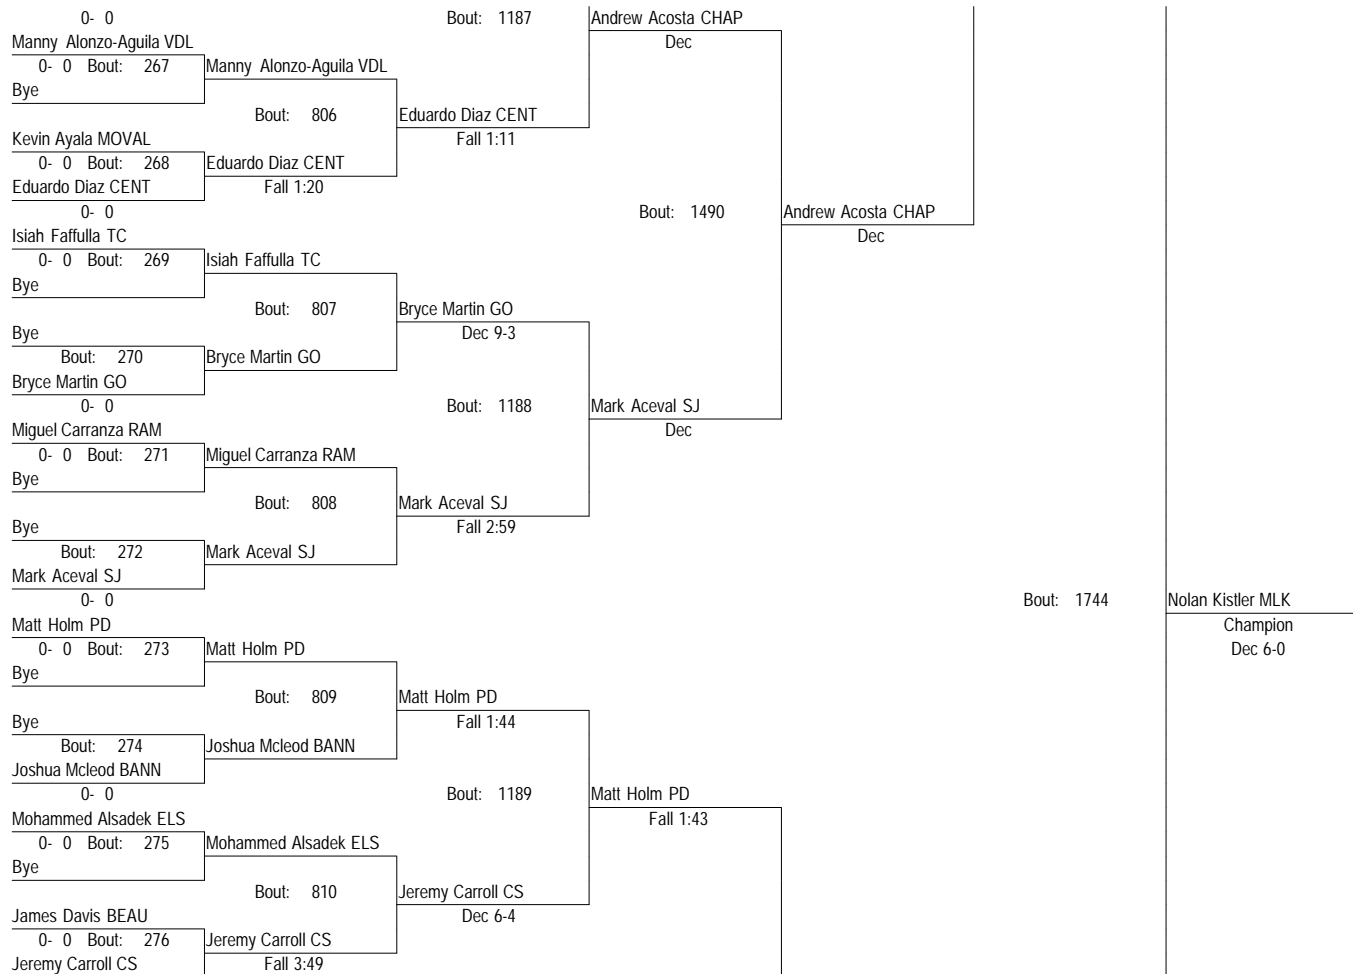 0- 0 Bout: 1187 Andrew Acosta CHAP
Manny Alonzo-Aguila VDL Dec
0- 0 Bout: 267 Manny Alonzo-Aguila VDL
Bye
Bout: 806 Eduardo Diaz CENT
Kevin Ayala MOVAL Fall 1:11
0- 0 Bout: 268 Eduardo Diaz CENT
Eduardo Diaz CENT Fall 1:20
0- 0 Bout: 1490 Andrew Acosta CHAP
Isiah Faffulla TC Dec
0- 0 Bout: 269 Isiah Faffulla TC
Bye
Bout: 807 Bryce Martin GO
Bye Dec 9-3
Bout: 270 Bryce Martin GO
Bryce Martin GO
0- 0 Bout: 1188 Mark Aceval SJ
Miguel Carranza RAM Dec
0- 0 Bout: 271 Miguel Carranza RAM
Bye
Bout: 808 Mark Aceval SJ
Bye Fall 2:59
Bout: 272 Mark Aceval SJ
Mark Aceval SJ
0- 0 Bout: 1744 Nolan Kistler MLK
Matt Holm PD Champion
0- 0 Bout: 273 Matt Holm PD Dec 6-0
Bye
Bout: 809 Matt Holm PD
Bye Fall 1:44
Bout: 274 Joshua Mcleod BANN
Joshua Mcleod BANN
0- 0 Bout: 1189 Matt Holm PD
Mohammed Alsadek ELS Fall 1:43
0- 0 Bout: 275 Mohammed Alsadek ELS
Bye
Bout: 810 Jeremy Carroll CS
James Davis BEAU Dec 6-4
0- 0 Bout: 276 Jeremy Carroll CS
Jeremy Carroll CS Fall 3:49